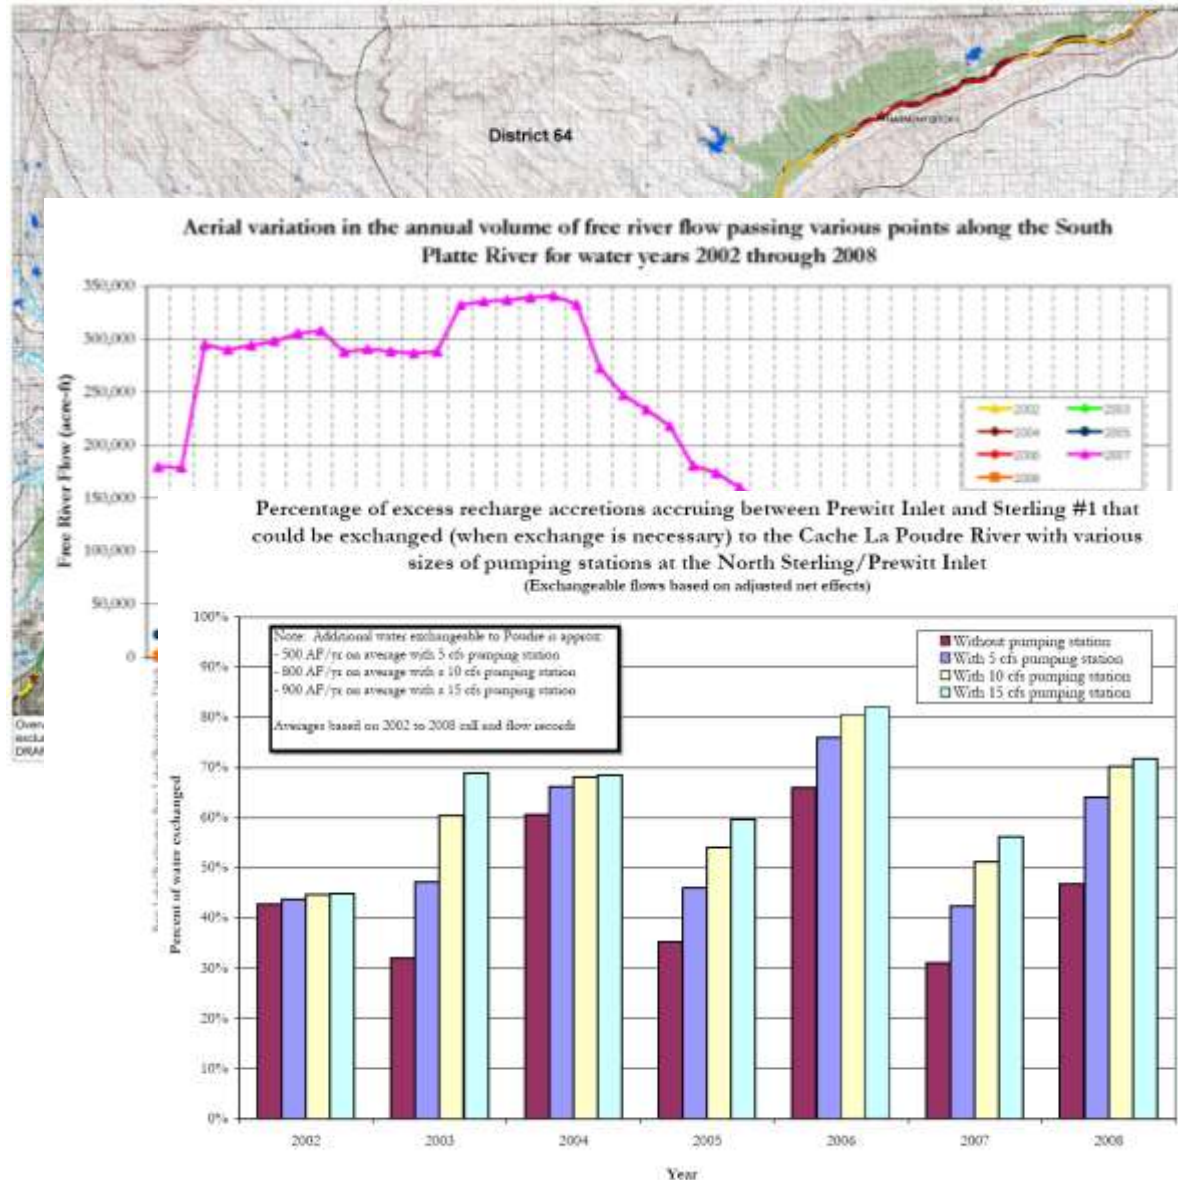 District 64
Aerial variation in the annual volume of free river flow passing various points along the South
Platte River for water years 2002 through 2008
Free River Flow (acre-ft)
350,000
300,000
250,000
200,000
150,000
100,000
50,000
0
2002
2003
2004
2005
2006
2007
2008
Overv
exclu
DRAF
Percentage of excess recharge accretions accruing between Prewitt Inlet and Sterling #1 that
could be exchanged (when exchange is necessary) to the Cache La Poudre River with various
sizes of pumping stations at the North Sterling/Prewitt Inlet
(Exchangeable flows based on adjusted net effects)
Note: Additional water exchangeable to Poudre is approx:
- 500 AF/yr on average with 5 cfs pumping station
- 800 AF/yr on average with a 10 cfs pumping station
- 900 AF/yr on average with a 15 cfs pumping station
Averages based on 2002 to 2008 call and flow records
Without pumping station
With 5 cfs pumping station
With 10 cfs pumping station
With 15 cfs pumping station
Percent of water exchanged
100%
90%
80%
70%
60%
50%
40%
30%
20%
10%
0%
2002
2003
2004
2005
2006
2007
2008
Year